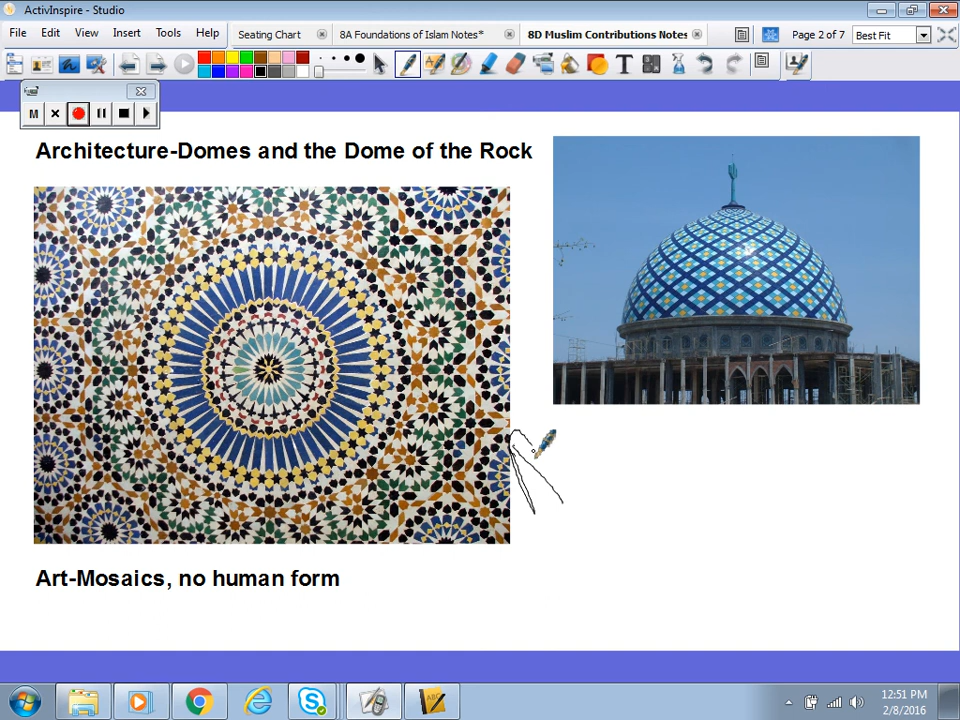 ActivInspire - Studio
File Edit View Insert Tools Help
Seating Chart
8A Foundations of Islam Notes*
8D Muslim Contributions Notes
Page 2 of 7
Best Fit
M
Architecture-Domes and the Dome of the Rock
Art-Mosaics, no human form
12:51 PM
2/8/2016